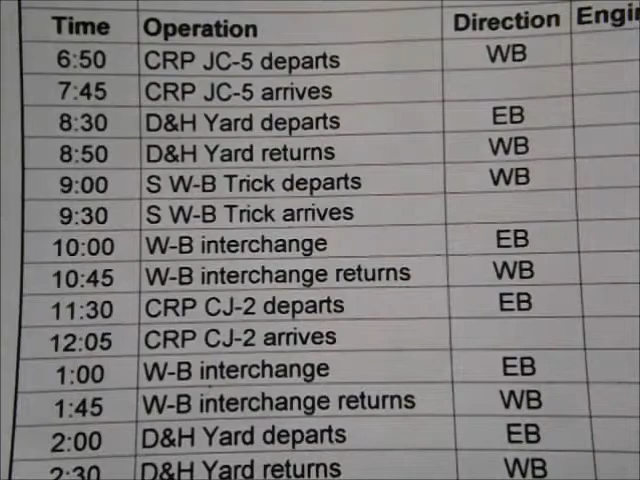 Time Operation Direction Engi
6:50 CRP JC-5 departs WB
7:45 CRP JC-5 arrives
8:30 D&H Yard departs EB
8:50 D&H Yard returns WB
9:00 S W-B Trick departs WB
9:30 S W-B Trick arrives
10:00 W-B interchange EB
10:45 W-B interchange returns WB
11:30 CRP CJ-2 departs EB
12:05 CRP CJ-2 arrives
1:00 W-B interchange EB
1:45 W-B interchange returns WB
2:00 D&H Yard departs EB
2:30 D&H Yard returns WB